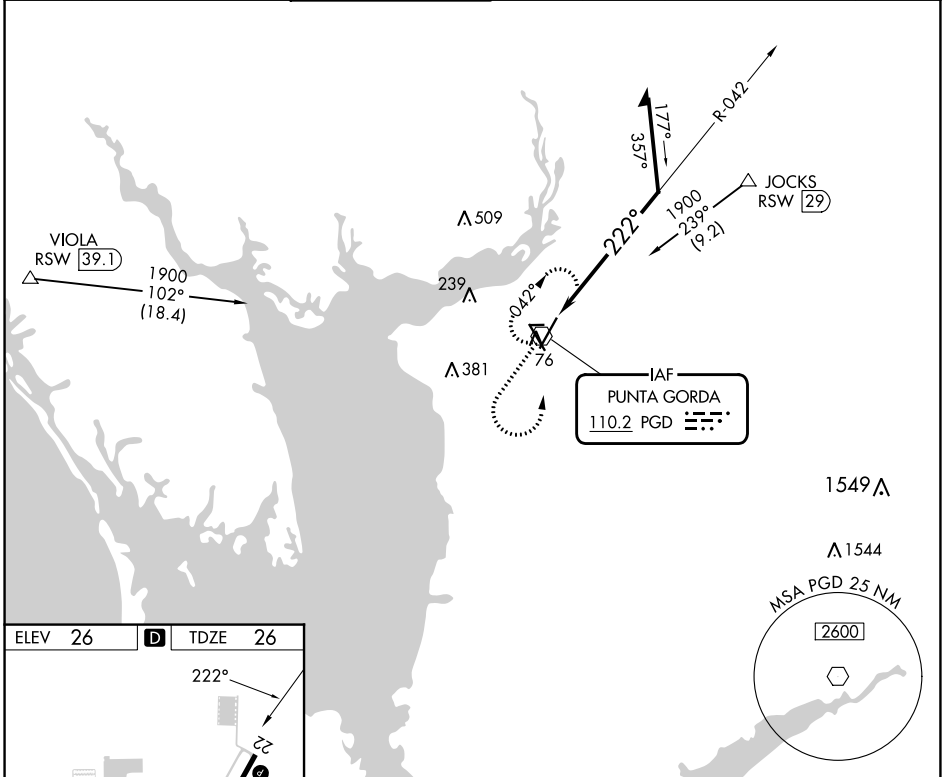 R-042
177°
357°
JOCKS
RSW 29
1900
239°
(9.2)
222°
509
VIOLA
RSW 39.1
1900
102°
(18.4)
239
042°
76
381
IAF
PUNTA GORDA
110.2 PGD
1549
1544
MSA PGD 25 NM
2600
ELEV 26 D TDZE 26
222°
22
P